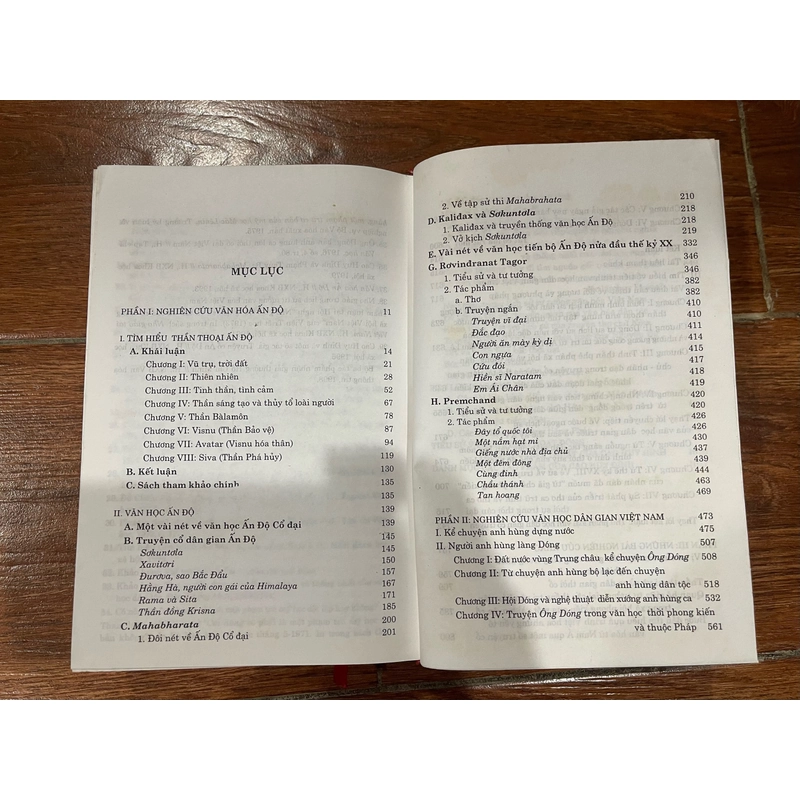 MỤC LỤC
PHẦN I: NGHIÊN CỨU VĂN HÓA ẤN ĐỘ 11
I. TÌM HIỂU THẦN THOẠI ẤN ĐỘ
A. Khái luận 14
Chương I: Vũ trụ, trời đất 21
Chương II: Thiên nhiên 28
Chương III: Tinh thần, tình cảm 52
Chương IV: Thần sáng tạo và thủy tổ loài người 67
Chương V: Thần Bàlamôn 78
Chương VI: Visnu (Thần Bảo vệ) 87
Chương VII: Avatar (Visnu hóa thân) 94
Chương VIII: Siva (Thần Phá hủy) 119
B. Kết luận 130
C. Sách tham khảo chính 135
135
II. VĂN HỌC ẤN ĐỘ 139
A. Một vài nét về văn học Ấn Độ Cổ đại 139
B. Truyện cổ dân gian Ấn Độ 145
Sơkuntơla 150
Xavitơri 157
Đưrơva, sao Bắc Đẩu 167
Hằng Hà, người con gái của Himalaya 171
Rama và Sita 185
Thần đồng Krisna 200
C. Mahabharata 201
1. Đôi nét về Ấn Độ Cổ đại
2. Về tập sử thi Mahabrahata 210
D. Kaliđax và Sơkuntơla 218
1. Kaliđax và truyền thống văn học Ấn Độ 218
2. Vở kịch Sơkuntơla 219
E. Vài nét về văn học tiến bộ Ấn Độ nửa đầu thế kỷ XX 332
G. Rơvindranat Tagor 346
1. Tiểu sử và tư tưởng 346
2. Tác phẩm 382
a. Thơ 382
b. Truyện ngắn 410
Truyện vĩ đại 410
Đắc đạo 411
Người ăn mày kỳ dị 414
Con ngựa 415
Cứu đói 417
Hiền sĩ Naratam 418
Em Ái Chân 419
H. Premchand 420
1. Tiểu sử và tư tưởng 420
2. Tác phẩm 426
Đây tổ quốc tôi 426
Một nắm hạt mì 430
Giếng nước nhà địa chủ 437
Một đêm đông 439
Cùng đinh 444
Chầu thánh 463
Tan hoang 469
PHẦN II: NGHIÊN CỨU VĂN HỌC DÂN GIAN VIỆT NAM 473
I. Kể chuyện anh hùng dựng nước 475
II. Người anh hùng làng Dóng 507
Chương I: Đất nước vùng Trung châu kể chuyện Ông Dóng 508
Chương II: Từ chuyện anh hùng bộ lạc đến chuyện
anh hùng dân tộc 518
Chương III: Hội Dóng và nghệ thuật diễn xướng anh hùng ca 532
Chương IV: Truyện Ông Dóng trong văn học thời phong kiến
và thuộc Pháp 561